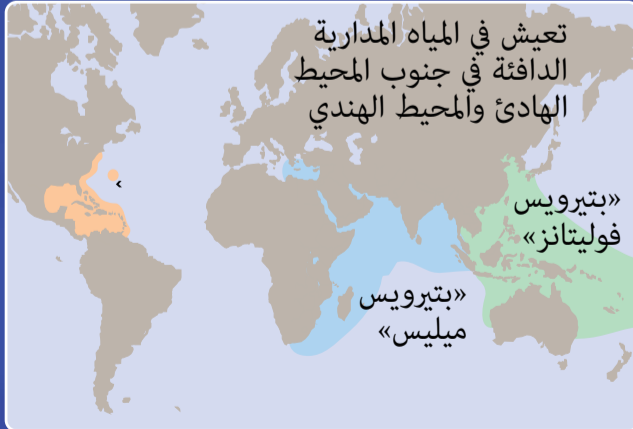 تعيش في المياه المدارية
الدافئة في جنوب المحيط
الهادئ والمحيط الهندي
«بتيرويس
فوليتانز»
«بتيرويس
ميليس»